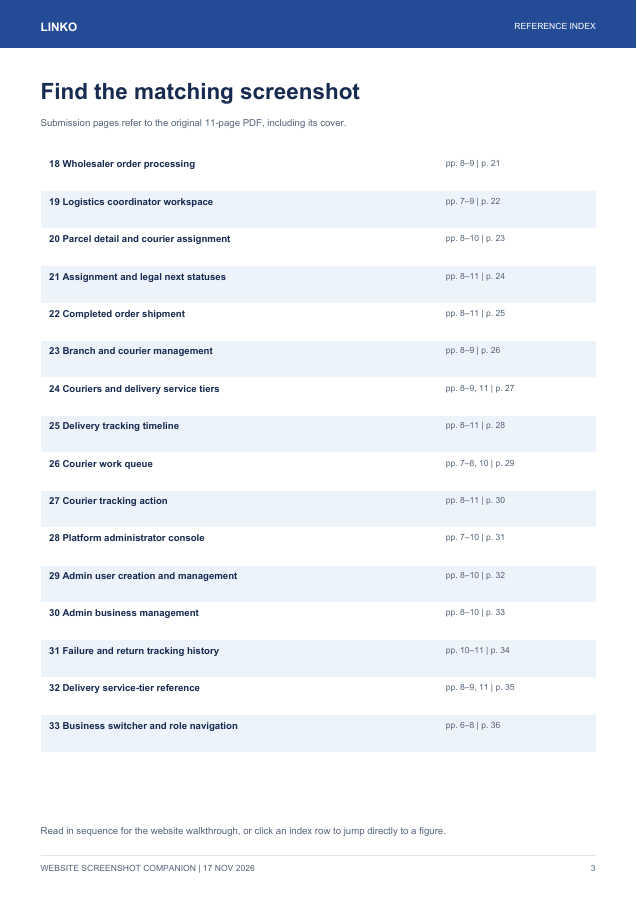 LINKO
REFERENCE INDEX
Find the matching screenshot
Submission pages refer to the original 11-page PDF, including its cover.
18 Wholesaler order processing pp. 8–9 | p. 21
19 Logistics coordinator workspace pp. 7–9 | p. 22
20 Parcel detail and courier assignment pp. 8–10 | p. 23
21 Assignment and legal next statuses pp. 8–11 | p. 24
22 Completed order shipment pp. 8–11 | p. 25
23 Branch and courier management pp. 8–9 | p. 26
24 Couriers and delivery service tiers pp. 8–9, 11 | p. 27
25 Delivery tracking timeline pp. 8–11 | p. 28
26 Courier work queue pp. 7–8, 10 | p. 29
27 Courier tracking action pp. 8–11 | p. 30
28 Platform administrator console pp. 7–10 | p. 31
29 Admin user creation and management pp. 8–10 | p. 32
30 Admin business management pp. 8–10 | p. 33
31 Failure and return tracking history pp. 10–11 | p. 34
32 Delivery service-tier reference pp. 8–9, 11 | p. 35
33 Business switcher and role navigation pp. 6–8 | p. 36
Read in sequence for the website walkthrough, or click an index row to jump directly to a figure.
WEBSITE SCREENSHOT COMPANION | 17 NOV 2026 3